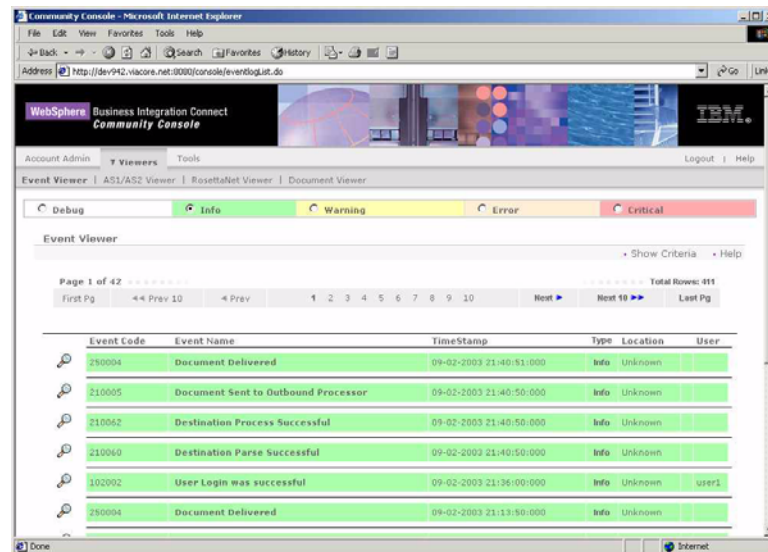 Community Console - Microsoft Internet Explorer
File Edit View Favorites Tools Help
Back Search Favorites History
Address http://dev942.viacore.net:8080/console/eventlogList.do Go Link
WebSphere Business Integration Connect
Community Console
IBM.
Account Admin Viewers Tools Logout | Help
Event Viewer | AS1/AS2 Viewer | RosettaNet Viewer | Document Viewer
Debug Info Warning Error Critical
Event Viewer
Show Criteria Help
Page 1 of 42 Total Rows: 411
First Pg Prev 10 Prev 1 2 3 4 5 6 7 8 9 10 Next Next 10 Last Pg
Event Code Event Name TimeStamp Type Location User
250004 Document Delivered 09-02-2003 21:40:51:000 Info Unknown
210005 Document Sent to Outbound Processor 09-02-2003 21:40:50:000 Info Unknown
210062 Destination Process Successful 09-02-2003 21:40:50:000 Info Unknown
210060 Destination Parse Successful 09-02-2003 21:40:50:000 Info Unknown
102002 User Login was successful 09-02-2003 21:36:00:000 Info Unknown user1
250004 Document Delivered 09-02-2003 21:13:50:000 Info Unknown
Done Internet